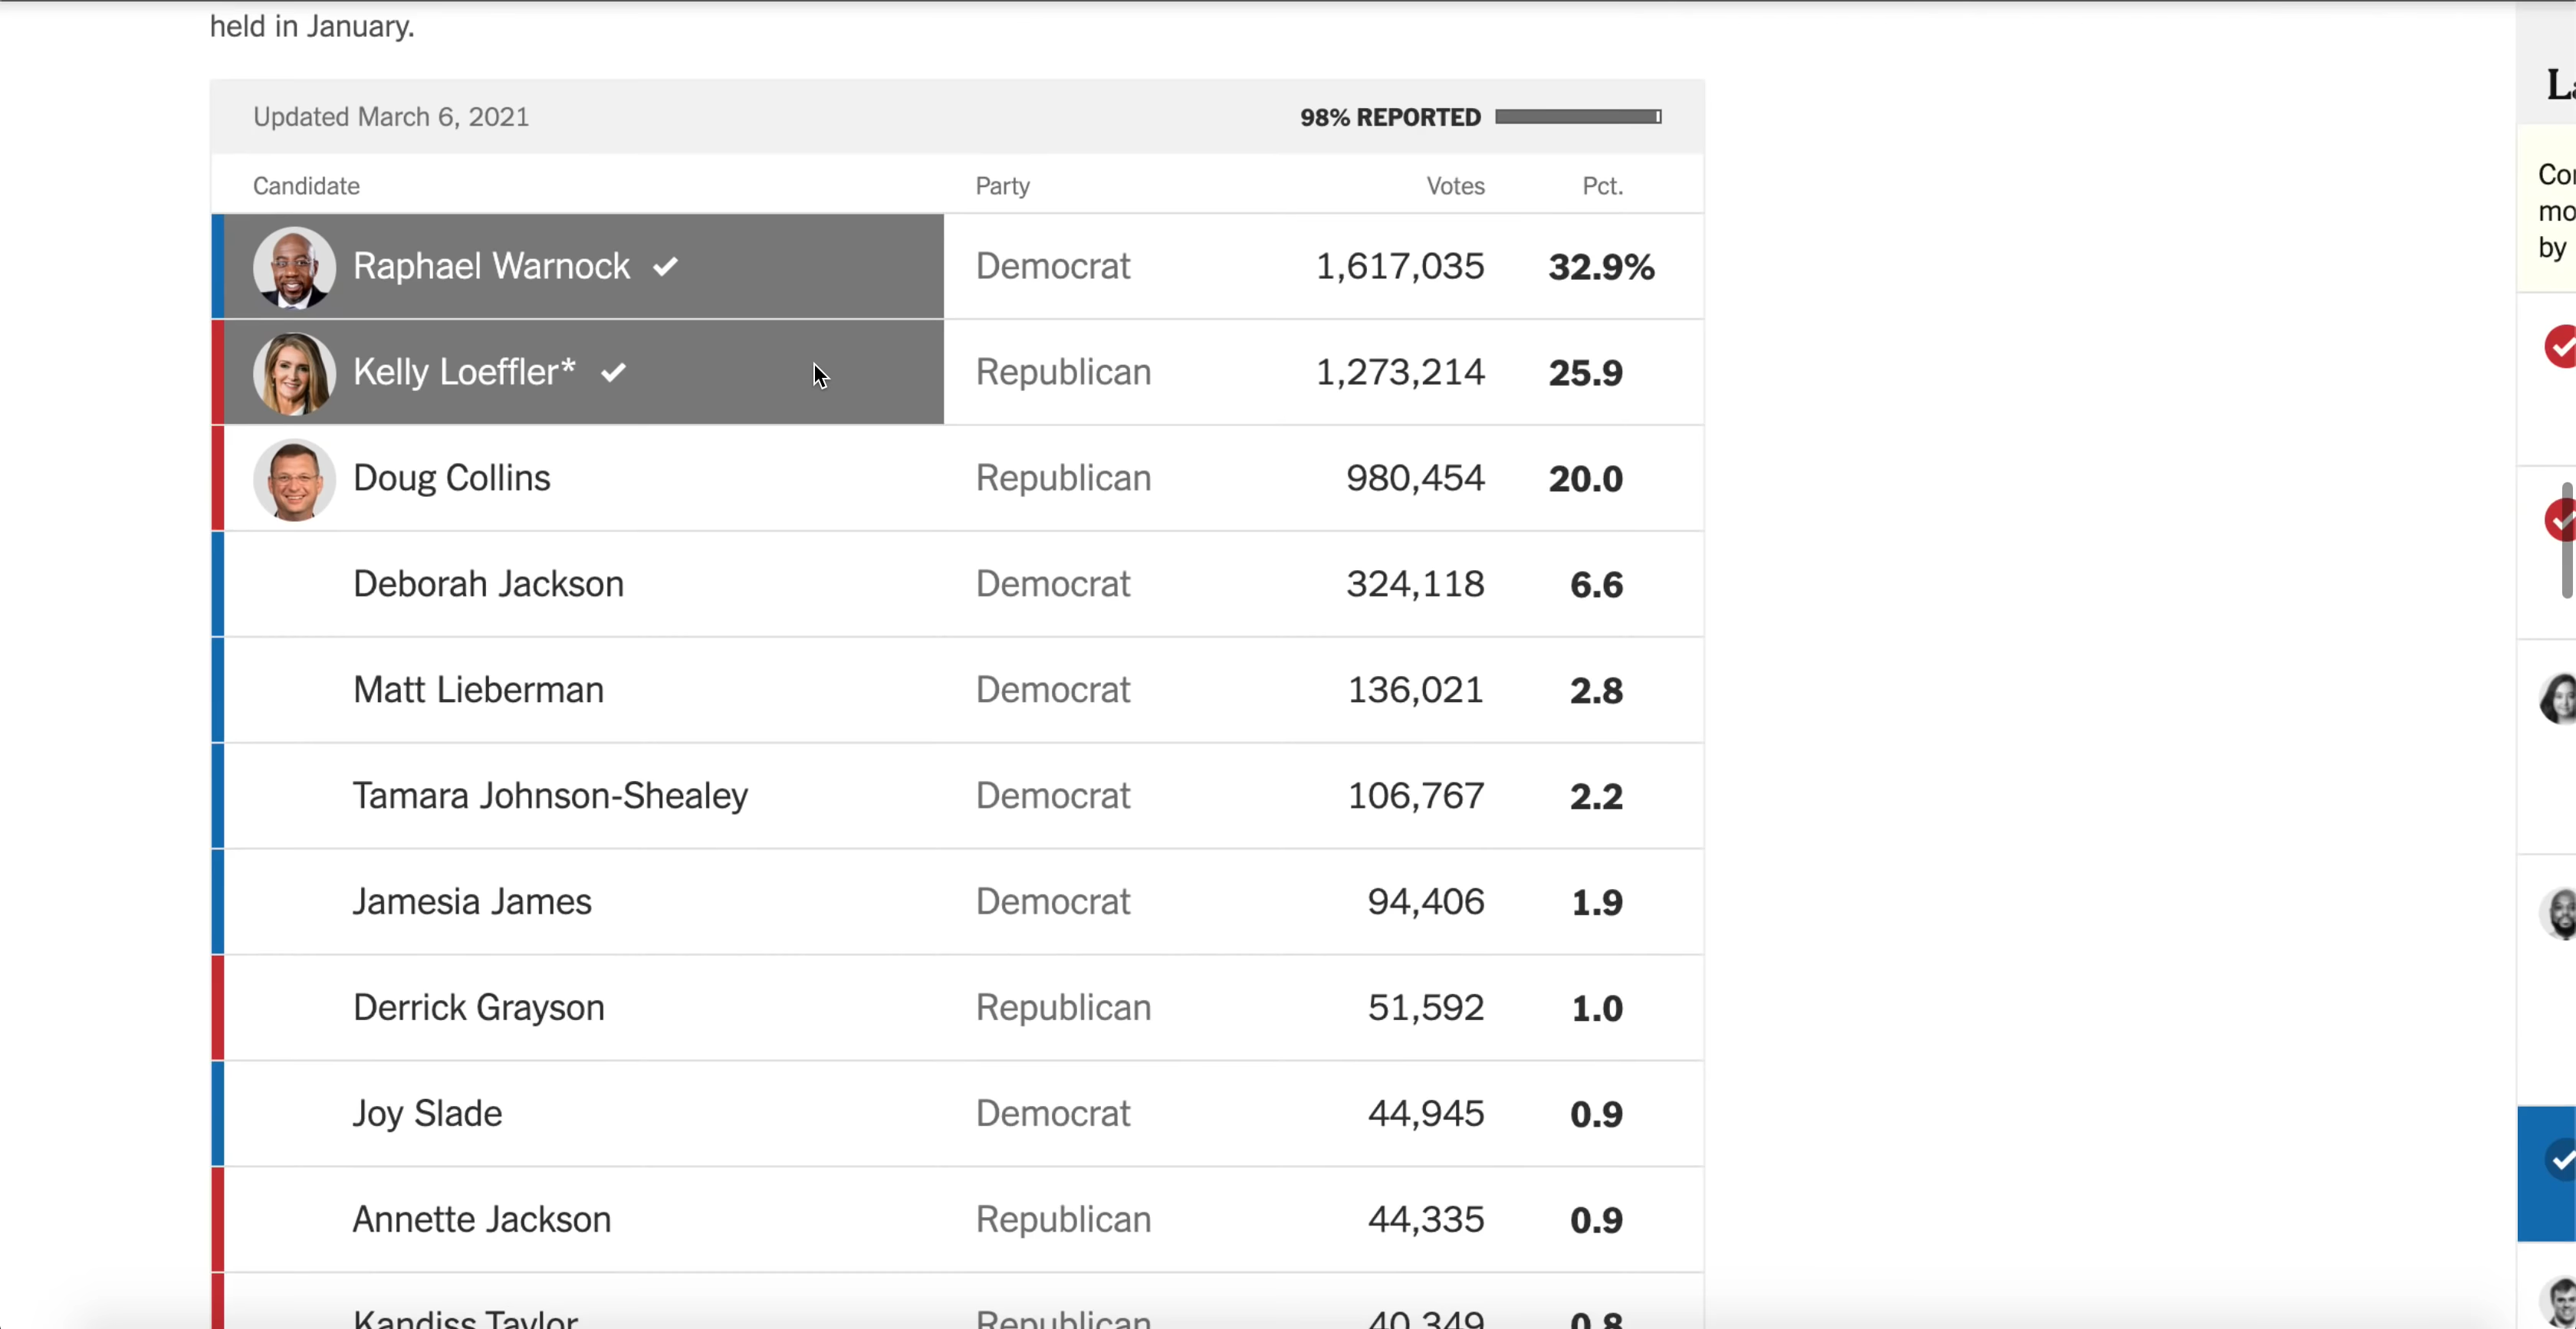 held in January.
Updated March 6, 2021 98% REPORTED
Candidate Party Votes Pct.
Raphael Warnock Democrat 1,617,035 32.9%
Kelly Loeffler* Republican 1,273,214 25.9
Doug Collins Republican 980,454 20.0
Deborah Jackson Democrat 324,118 6.6
Matt Lieberman Democrat 136,021 2.8
Tamara Johnson-Shealey Democrat 106,767 2.2
Jamesia James Democrat 94,406 1.9
Derrick Grayson Republican 51,592 1.0
Joy Slade Democrat 44,945 0.9
Annette Jackson Republican 44,335 0.9
Kandiss Taylor Republican 40,349 0.8
by